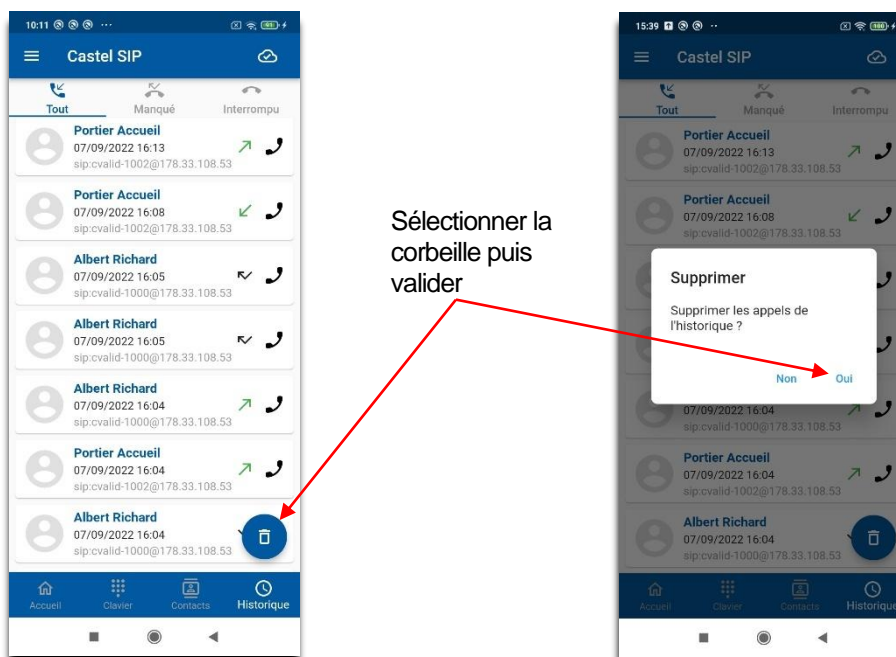 10:11 ... 61
Castel SIP
Tout Manqué Interrompu
Portier Accueil
07/09/2022 16:13
sip:cvalid-1002@178.33.108.53
Portier Accueil
07/09/2022 16:08
sip:cvalid-1002@178.33.108.53
Albert Richard
07/09/2022 16:05
sip:cvalid-1000@178.33.108.53
Albert Richard
07/09/2022 16:05
sip:cvalid-1000@178.33.108.53
Albert Richard
07/09/2022 16:04
sip:cvalid-1000@178.33.108.53
Portier Accueil
07/09/2022 16:04
sip:cvalid-1002@178.33.108.53
Albert Richard
07/09/2022 16:04
sip:cvalid-1000@178.33.108.53
Accueil Clavier Contacts Historique
Sélectionner la
corbeille puis
valider
15:39 .. 100
Castel SIP
Tout Manqué Interrompu
Portier Accueil
07/09/2022 16:13
sip:cvalid-1002@178.33.108.53
Portier Accueil
07/09/2022 16:08
sip:cvalid-1002@178.33.108.53
Supprimer
Supprimer les appels de
l'historique ?
Non Oui
07/09/2022 16:04
sip:cvalid-1000@178.33.108.53
Portier Accueil
07/09/2022 16:04
sip:cvalid-1002@178.33.108.53
Albert Richard
07/09/2022 16:04
sip:cvalid-1000@178.33.108.53
Accueil Clavier Contacts Historique